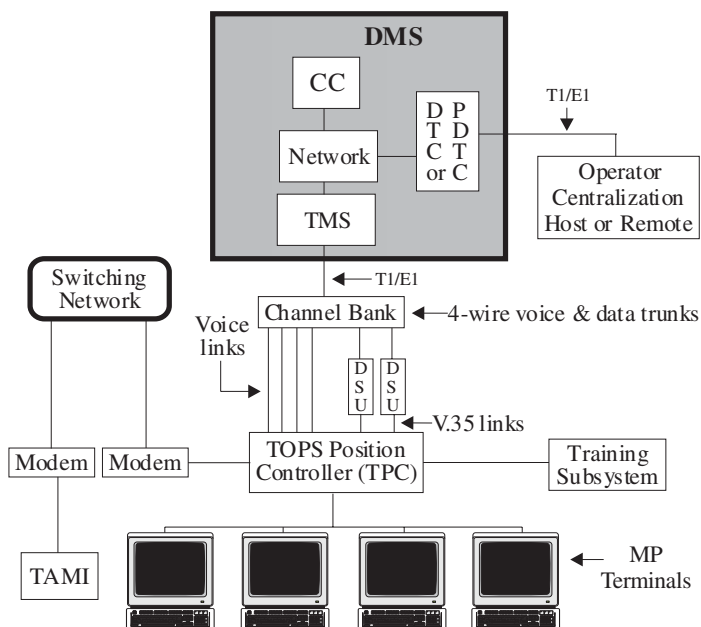 DMS
CC
Network
TMS
D P
T D
C T
or C
T1/E1
Operator
Centralization
Host or Remote
T1/E1
Switching
Network
Channel Bank
4-wire voice & data trunks
Voice
links
D
S
U
D
S
U
V.35 links
Modem
Modem
TOPS Position
Controller (TPC)
Training
Subsystem
TAMI
MP
Terminals